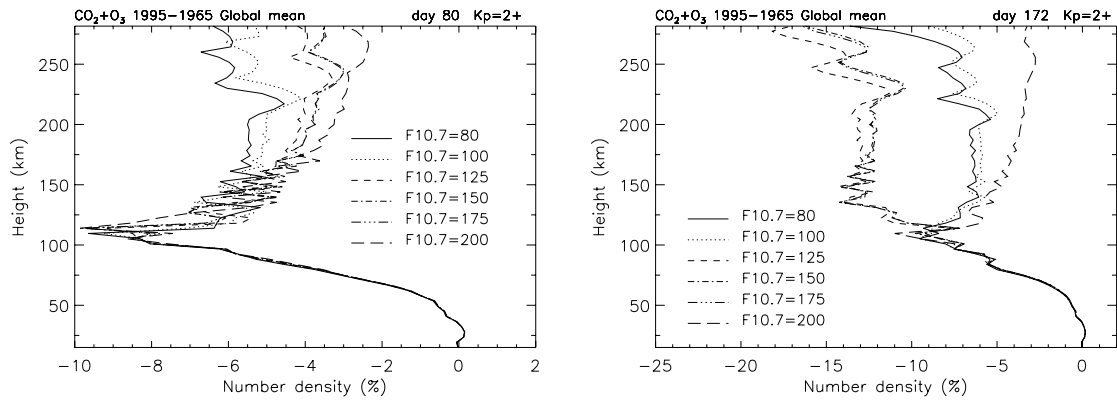 CO₂+O₃ 1995−1965 Global mean day 80 Kp=2+
250
200
150
100
50
Height (km)
F10.7=80
F10.7=100
F10.7=125
F10.7=150
F10.7=175
F10.7=200
−10 −8 −6 −4 −2 0 2
Number density (%)
CO₂+O₃ 1995−1965 Global mean day 172 Kp=2+
250
200
150
100
50
Height (km)
F10.7=80
F10.7=100
F10.7=125
F10.7=150
F10.7=175
F10.7=200
−25 −20 −15 −10 −5 0
Number density (%)